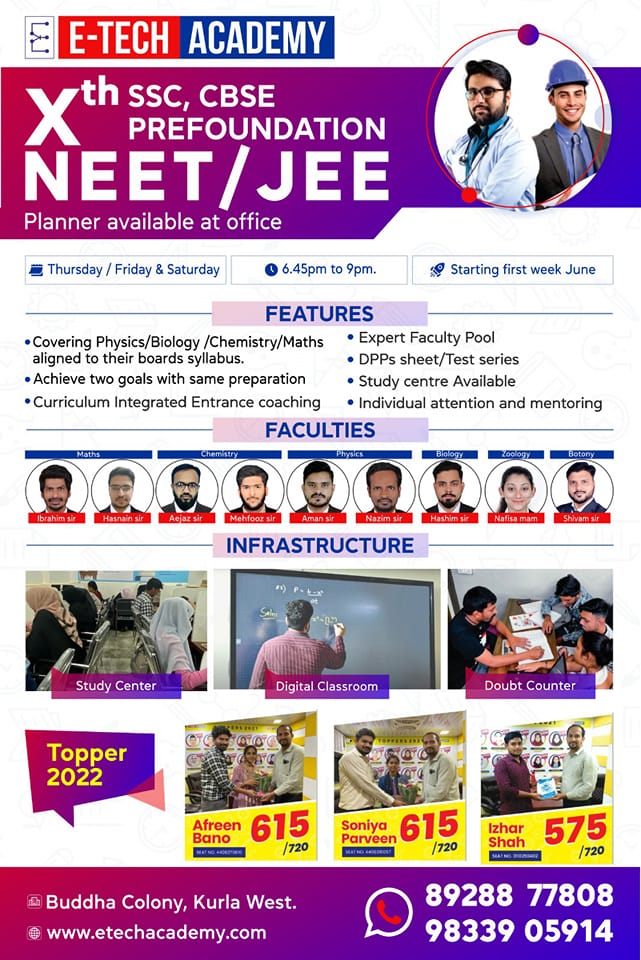 E-TECH ACADEMY
Xth SSC, CBSE
PREFOUNDATION
NEET/JEE
Planner available at office
Thursday / Friday & Saturday
6.45pm to 9pm.
Starting first week June
FEATURES
• Covering Physics/Biology /Chemistry/Maths
aligned to their boards syllabus.
• Achieve two goals with same preparation
• Curriculum Integrated Entrance coaching
• Expert Faculty Pool
• DPPs sheet/Test series
• Study centre Available
• Individual attention and mentoring
FACULTIES
Maths
Chemistry
Physics
Biology
Zoology
Botony
Ibrahim sir
Hasnain sir
Aejaz sir
Mehfooz sir
Aman sir
Nazim sir
Hashim sir
Nafisa mam
Shivam sir
INFRASTRUCTURE
Study Center
Digital Classroom
Doubt Counter
Topper
2022
Afreen
Bano
615
/720
Soniya
Parveen
615
/720
Izhar
Shah
575
/720
Buddha Colony, Kurla West.
www.etechacademy.com
89288 77808
98339 05914